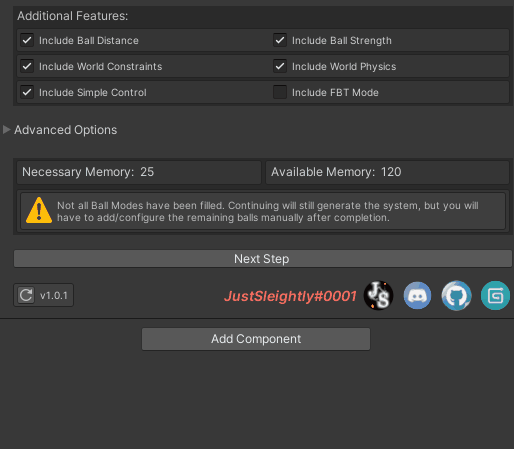 Additional Features:
Include Ball Distance Include Ball Strength
Include World Constraints Include World Physics
Include Simple Control Include FBT Mode
Advanced Options
Necessary Memory: 25 Available Memory: 120
Not all Ball Modes have been filled. Continuing will still generate the system, but you will
have to add/configure the remaining balls manually after completion.
Next Step
v1.0.1 JustSleightly#0001 JS
Add Component